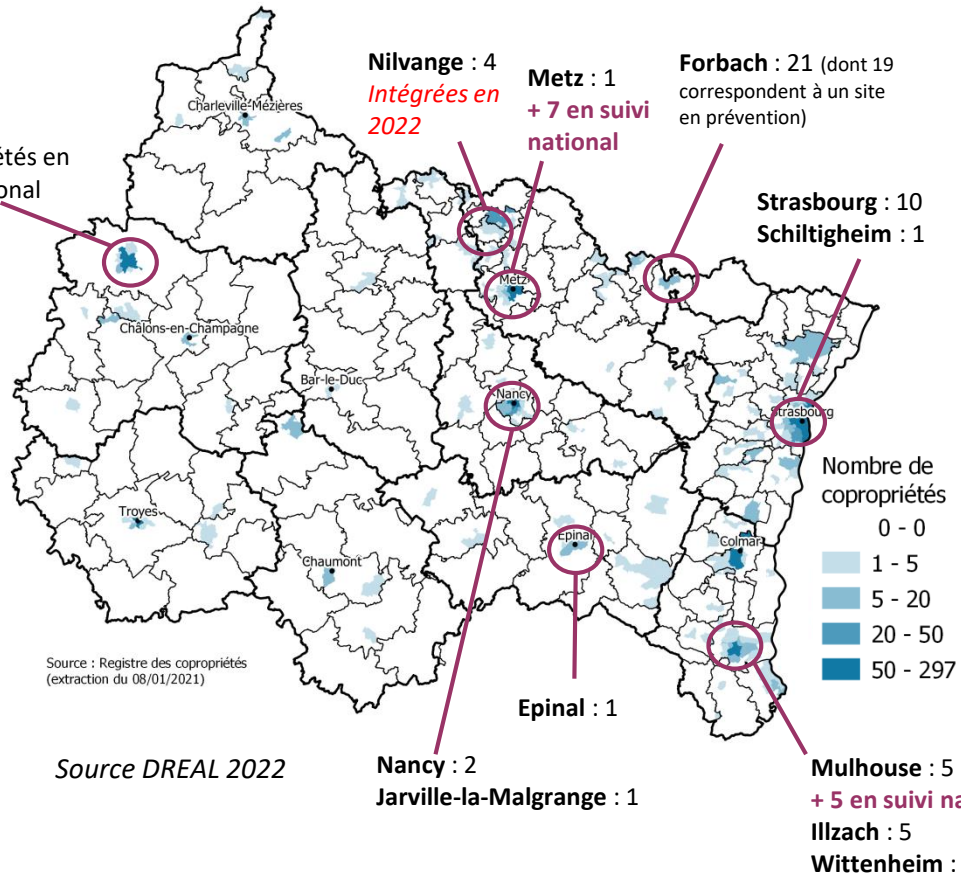 Nilvange : 4
Intégrées en
2022
Metz : 1
+ 7 en suivi
national
Forbach : 21 (dont 19
correspondent à un site
en prévention)
Strasbourg : 10
Schiltigheim : 1
étés en
onal
Charleville-Mézières
Metz
Châlons-en-Champagne
Bar-le-Duc
Nancy
Strasbourg
Troyes
Chaumont
Epinal
Colmar
Nombre de
copropriétés
0 - 0
1 - 5
5 - 20
20 - 50
50 - 297
Source : Registre des copropriétés
(extraction du 08/01/2021)
Source DREAL 2022
Epinal : 1
Nancy : 2
Jarville-la-Malgrange : 1
Mulhouse : 5
+ 5 en suivi na
Illzach : 5
Wittenheim :